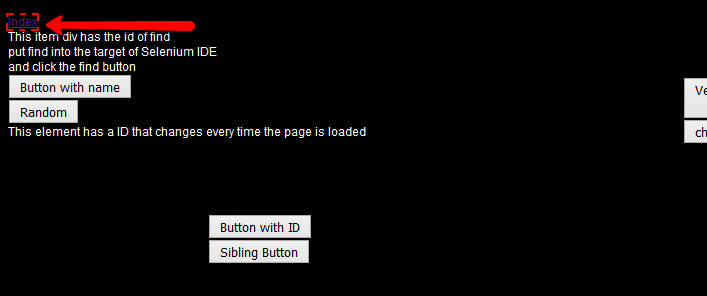 Index
This item div has the id of find
put find into the target of Selenium IDE
and click the find button
Button with name
Random
This element has a ID that changes every time the page is loaded
Ve
ch
Button with ID
Sibling Button